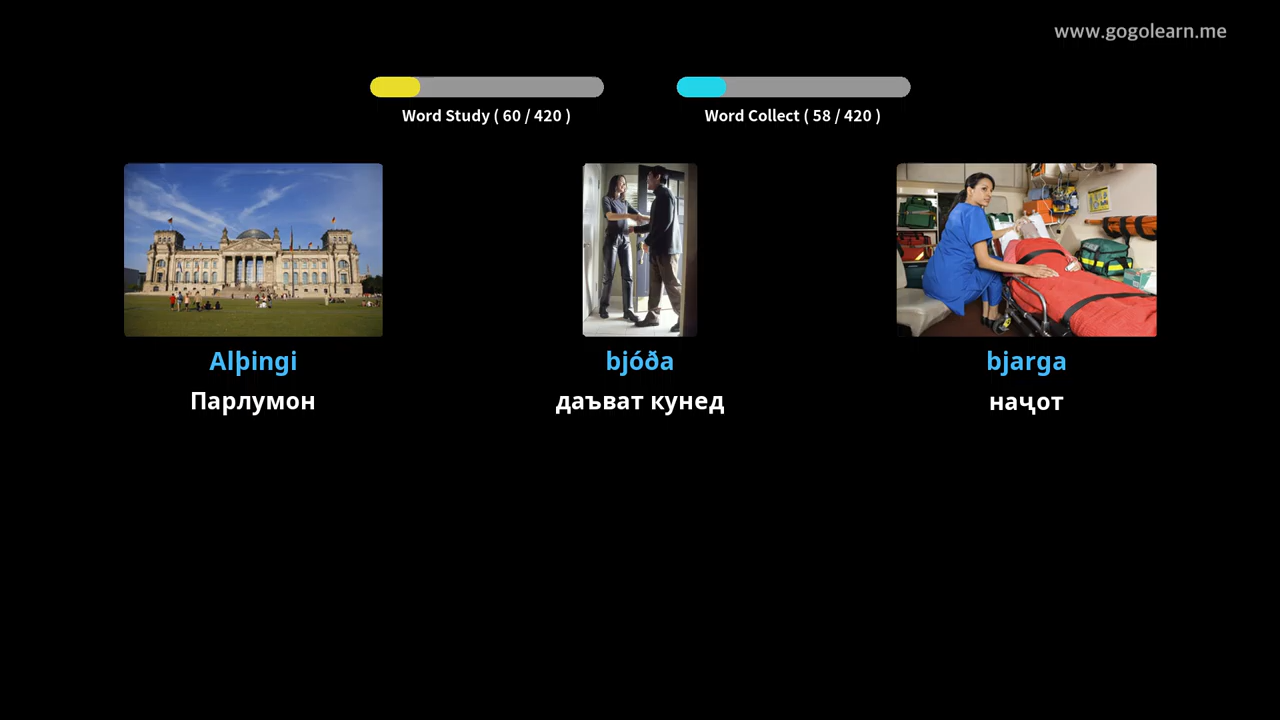 www.gogolearn.me
Word Study ( 60 / 420 )
Word Collect ( 58 / 420 )
Alþingi
Парлумон
bjóða
даъват кунед
bjarga
наҷот